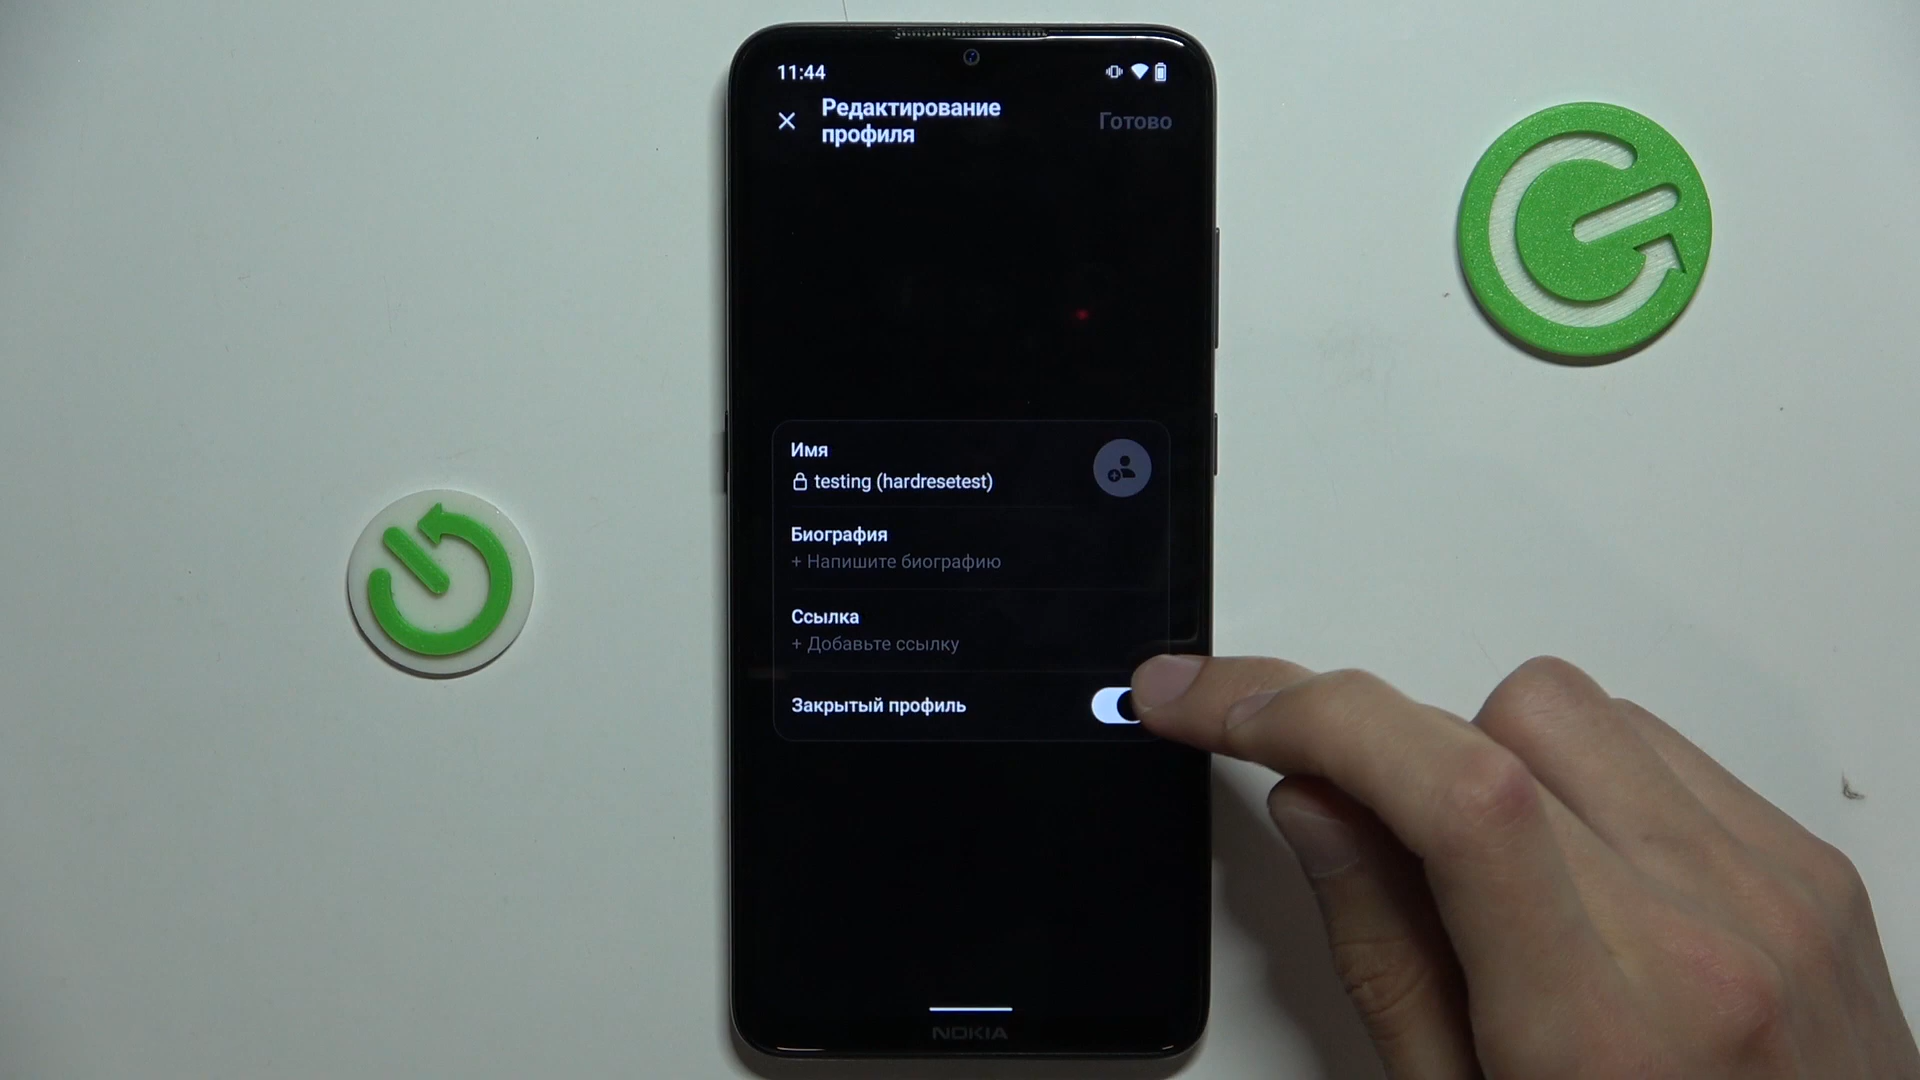 11:44
Редактирование
профиля
Готово
Имя
testing (hardresetest)
Биография
+ Напишите биографию
Ссылка
+ Добавьте ссылку
Закрытый профиль
NOKIA